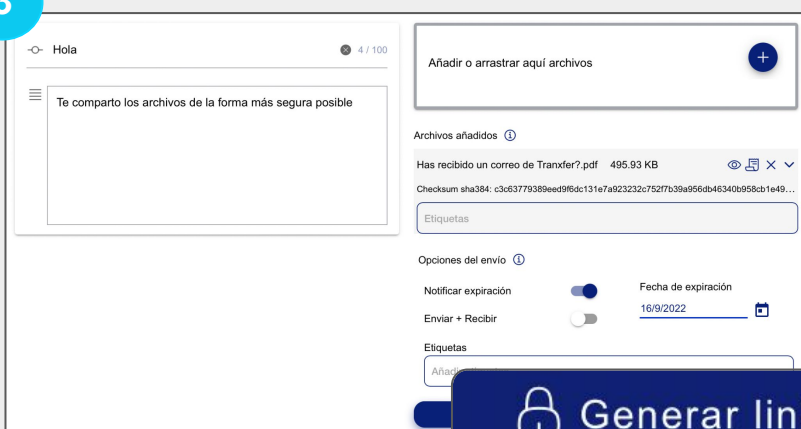 Hola
4 / 100
Te comparto los archivos de la forma más segura posible
Añadir o arrastrar aquí archivos
Archivos añadidos
Has recibido un correo de Tranxfer?.pdf 495.93 KB
Checksum sha384: c3c63779389eed9f6dc131e7a923232c752f7b39a956db46340b958cb1e49...
Etiquetas
Opciones del envío
Notificar expiración
Fecha de expiración
16/9/2022
Enviar + Recibir
Etiquetas
Generar lin